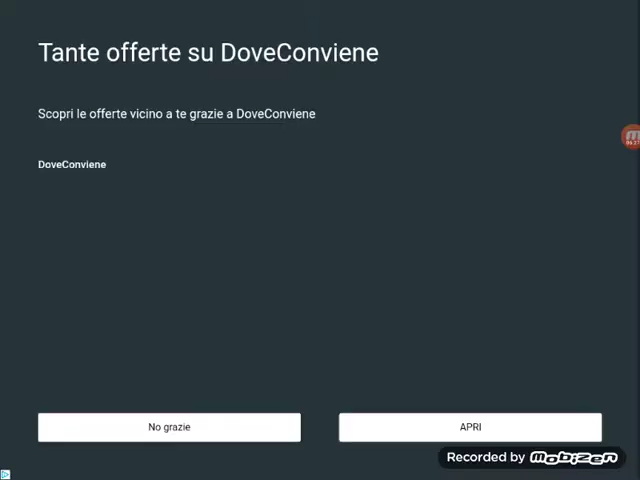 Tante offerte su DoveConviene
Scopri le offerte vicino a te grazie a DoveConviene
DoveConviene
No grazie
APRI
Recorded by Mobizen